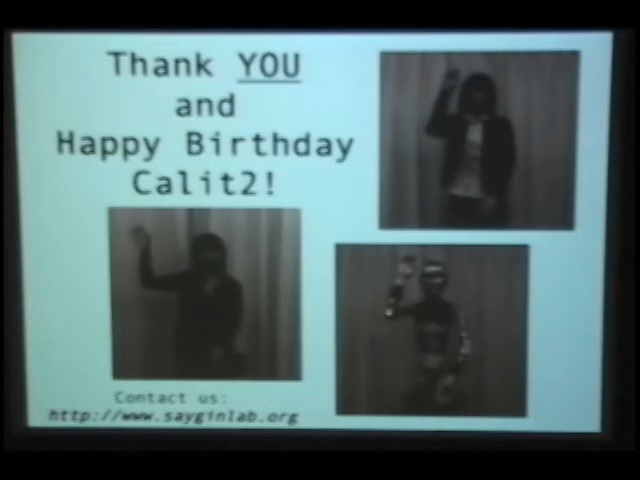 Thank YOU
and
Happy Birthday
Calit2!
Contact us:
http://www.sayginlab.org